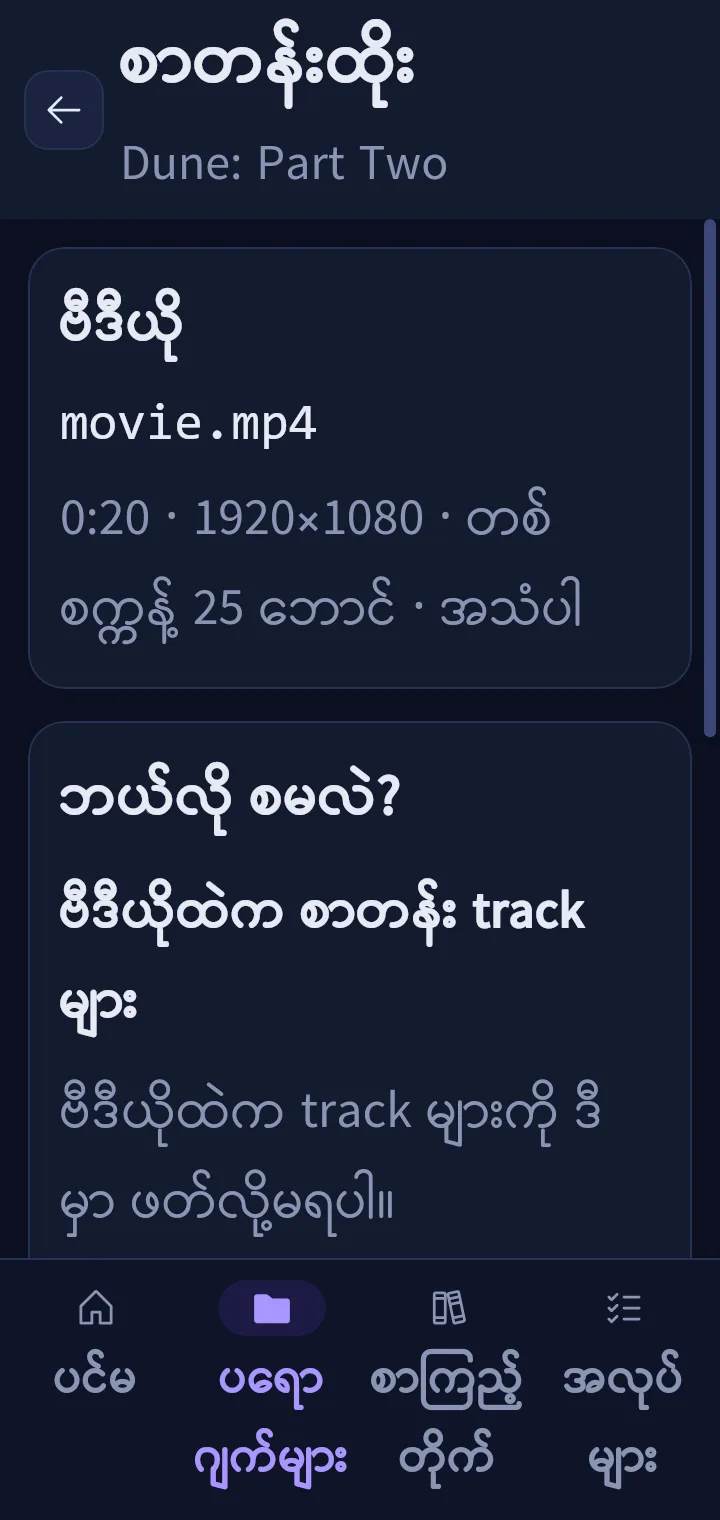 စာတန်းထိုး
Dune: Part Two
ဗီဒီယို
movie.mp4
0:20 · 1920×1080 · တစ်
စက္ကန့် 25 ဘောင် · အသံပါ
ဘယ်လို စမလဲ?
ဗီဒီယိုထဲက စာတန်း track
များ
ဗီဒီယိုထဲက track များကို ဒီ
မှာ ဖတ်လို့မရပါ။
ပင်မ
ပရော
ဂျက်များ
စာကြည့်
တိုက်
အလုပ်
များ